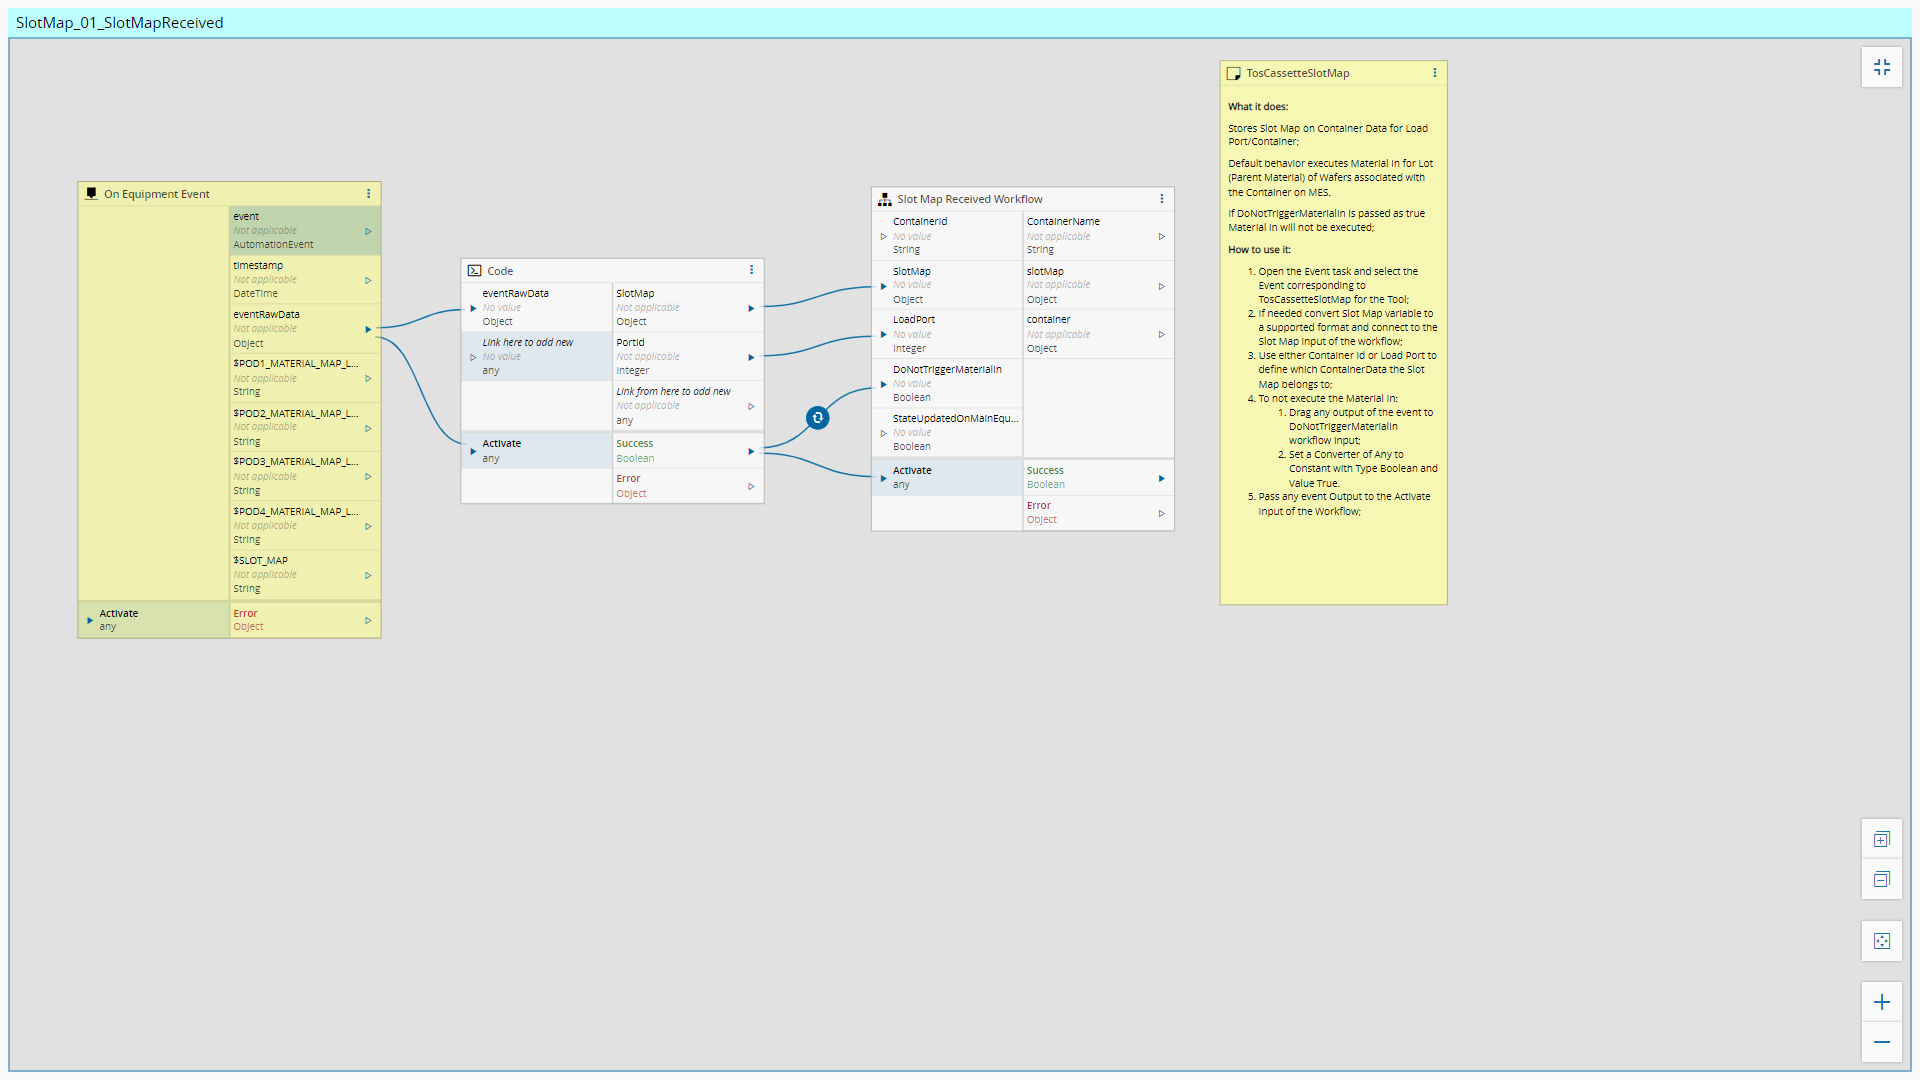 SlotMap_01_SlotMapReceived
On Equipment Event
event
Not applicable
AutomationEvent
timestamp
Not applicable
DateTime
eventRawData
Not applicable
Object
$POD1_MATERIAL_MAP_L...
Not applicable
String
$POD2_MATERIAL_MAP_L...
Not applicable
String
$POD3_MATERIAL_MAP_L...
Not applicable
String
$POD4_MATERIAL_MAP_L...
Not applicable
String
$SLOT_MAP
Not applicable
String
Activate
any
Error
Object
Code
eventRawData
No value
Object
Link here to add new
No value
any
SlotMap
Not applicable
Object
PortId
Not applicable
Integer
Link from here to add new
Not applicable
any
Activate
any
Success
Boolean
Error
Object
Slot Map Received Workflow
ContainerId
No value
String
SlotMap
No value
Object
LoadPort
No value
Integer
DoNotTriggerMaterialIn
No value
Boolean
StateUpdatedOnMainEqu...
No value
Boolean
ContainerName
Not applicable
String
slotMap
Not applicable
Object
container
Not applicable
Object
Activate
any
Success
Boolean
Error
Object
TosCassetteSlotMap
What it does:
Stores Slot Map on Container Data for Load
Port/Container;
Default behavior executes Material In for Lot
(Parent Material) of Wafers associated with
the Container on MES.
If DoNotTriggerMaterialIn is passed as true
Material In will not be executed;
How to use it:
1. Open the Event task and select the
Event corresponding to
TosCassetteSlotMap for the Tool;
2. If needed convert Slot Map variable to
a supported format and connect to the
Slot Map input of the workflow;
3. Use either Container Id or Load Port to
define which ContainerData the Slot
Map belongs to;
4. To not execute the Material In:
1. Drag any output of the event to
DoNotTriggerMaterialIn
workflow input;
2. Set a Converter of Any to
Constant with Type Boolean and
Value True.
5. Pass any event Output to the Activate
Input of the Workflow;